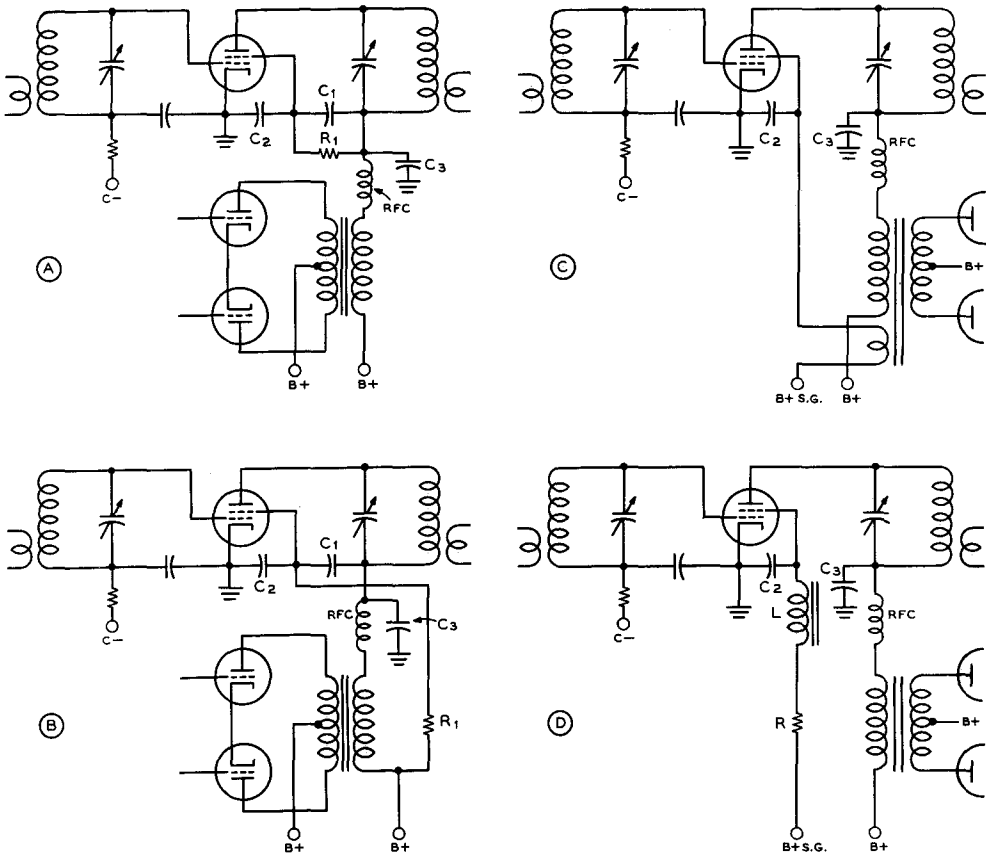 C1
C2
R1
C3
C-
RFC
A
B+
B+
C2
C3
RFC
C-
C
B+
B+ S.G.
B+
C1
C2
RFC
C3
C-
B
R1
B+
B+
C2
C3
L
RFC
C-
D
R
B+
B+ S.G.
B+